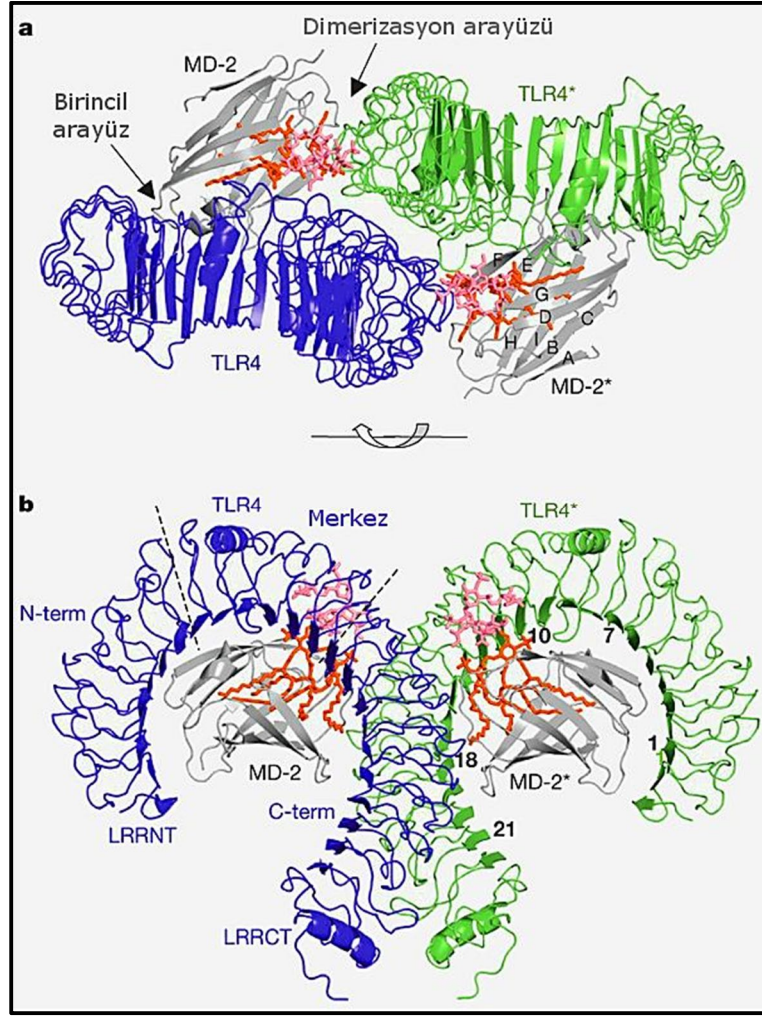 a
Dimerizasyon arayüzü
MD-2
TLR4*
Birincil
arayüz
F
E
G
D
C
H
I
B
A
TLR4
MD-2*
b
TLR4
Merkez
TLR4*
N-term
10
7
1
MD-2
18
MD-2*
C-term
21
LRRNT
LRRCT